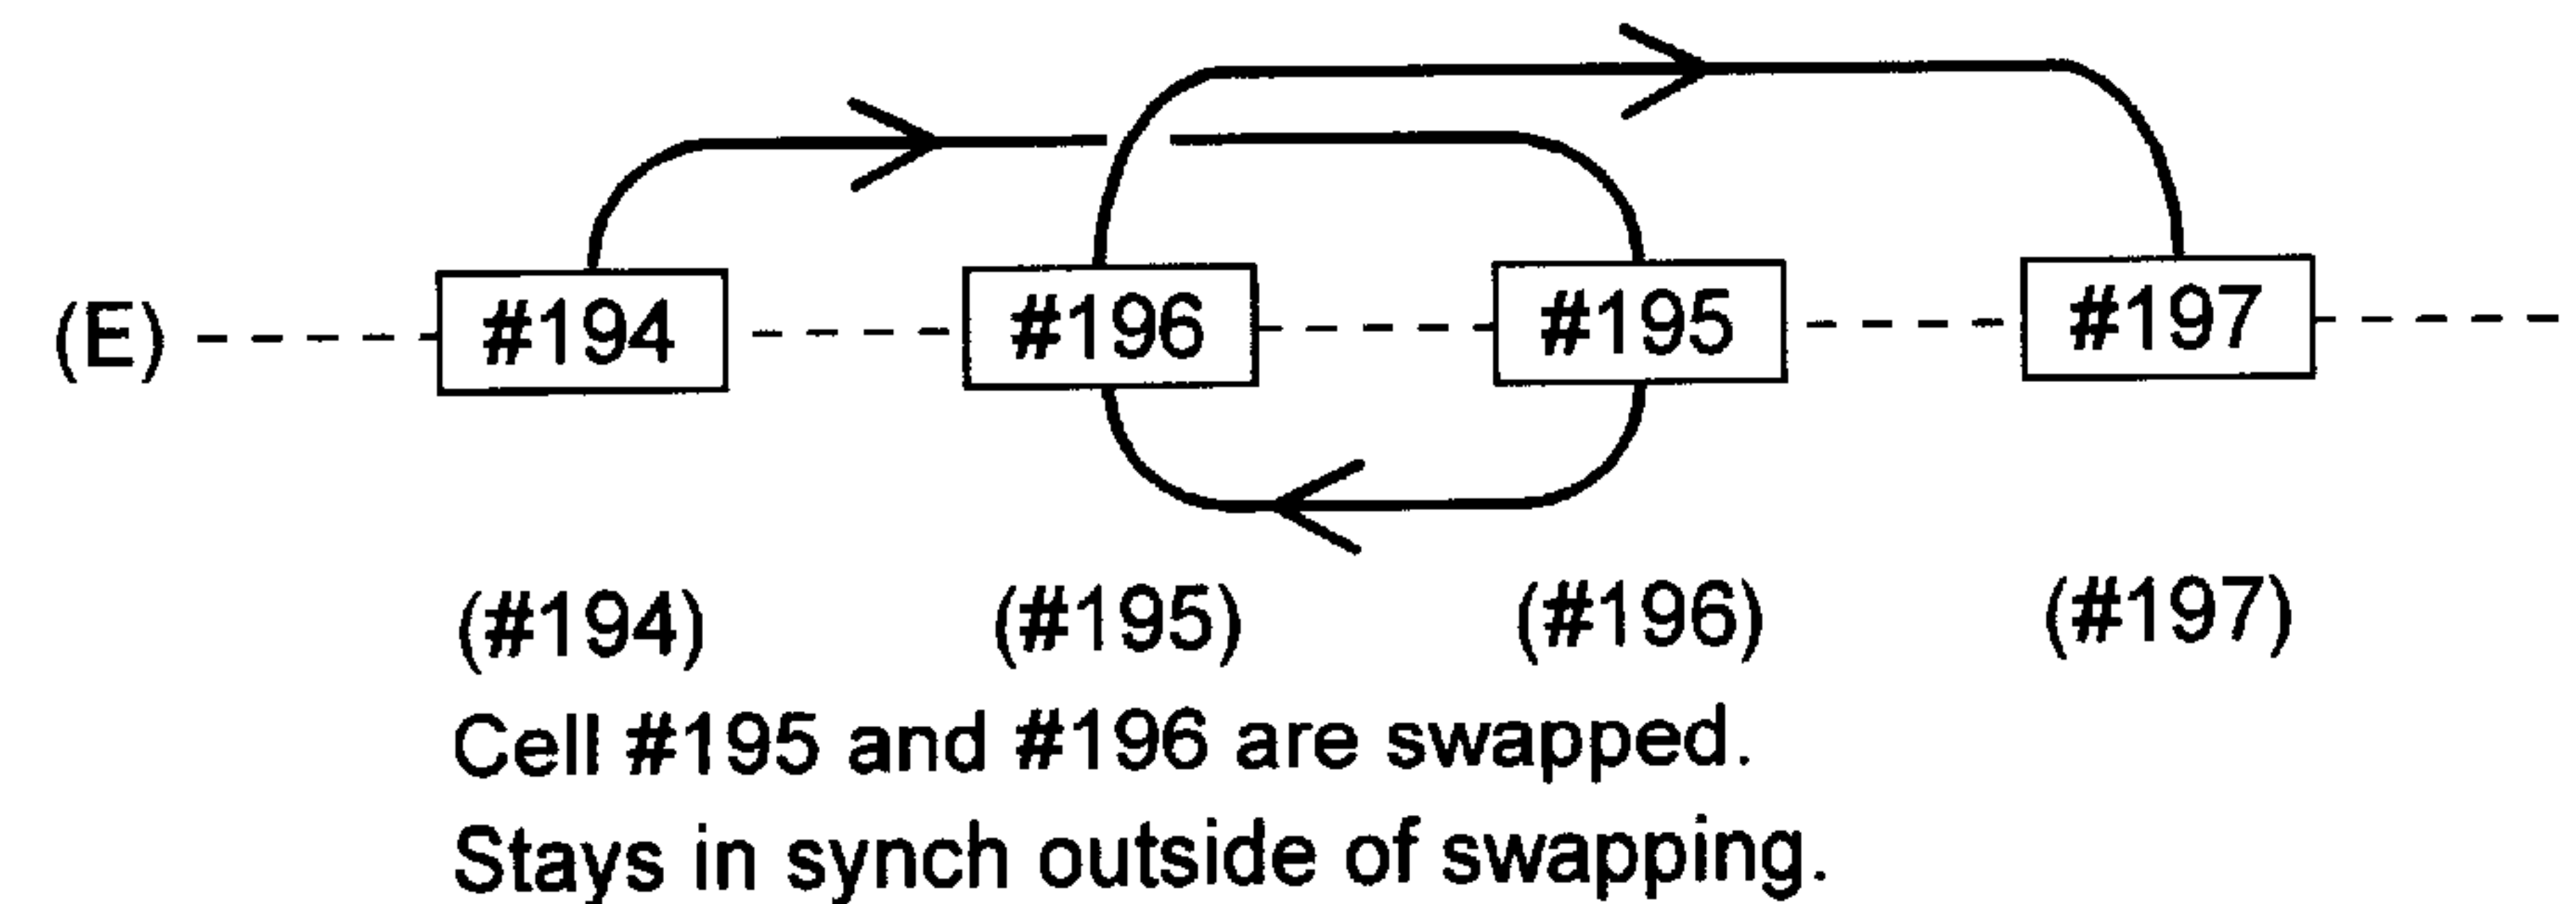 (E) #194 #196 #195 #197
(#194) (#195) (#196) (#197)
Cell #195 and #196 are swapped.
Stays in synch outside of swapping.